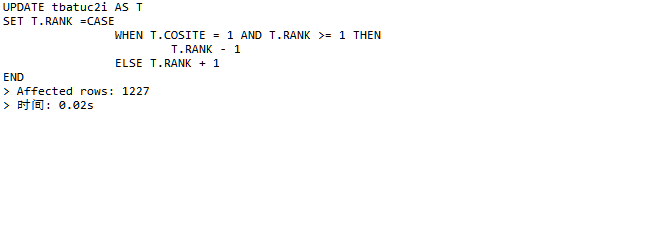 UPDATE tbatuc2i AS T
SET T.RANK =CASE
WHEN T.COSITE = 1 AND T.RANK >= 1 THEN
T.RANK - 1
ELSE T.RANK + 1
END
> Affected rows: 1227
> 时间: 0.02s